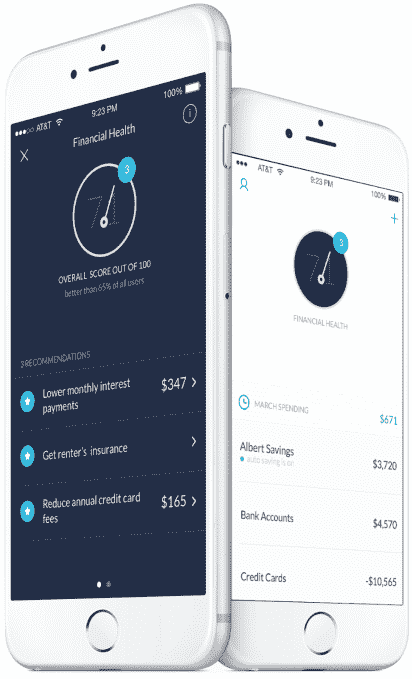 AT&T
9:23 PM
100%
Financial Health
i
3
71
OVERALL SCORE OUT OF 100
better than 65% of all users
3 RECOMMENDATIONS
Lower monthly interest
payments
$347
Get renter's insurance
Reduce annual credit card
fees
$165
AT&T
9:23 PM
100%
3
71
FINANCIAL HEALTH
MARCH SPENDING
$671
Albert Savings
auto saving is on
$3,720
Bank Accounts
$4,570
Credit Cards
-$10,565